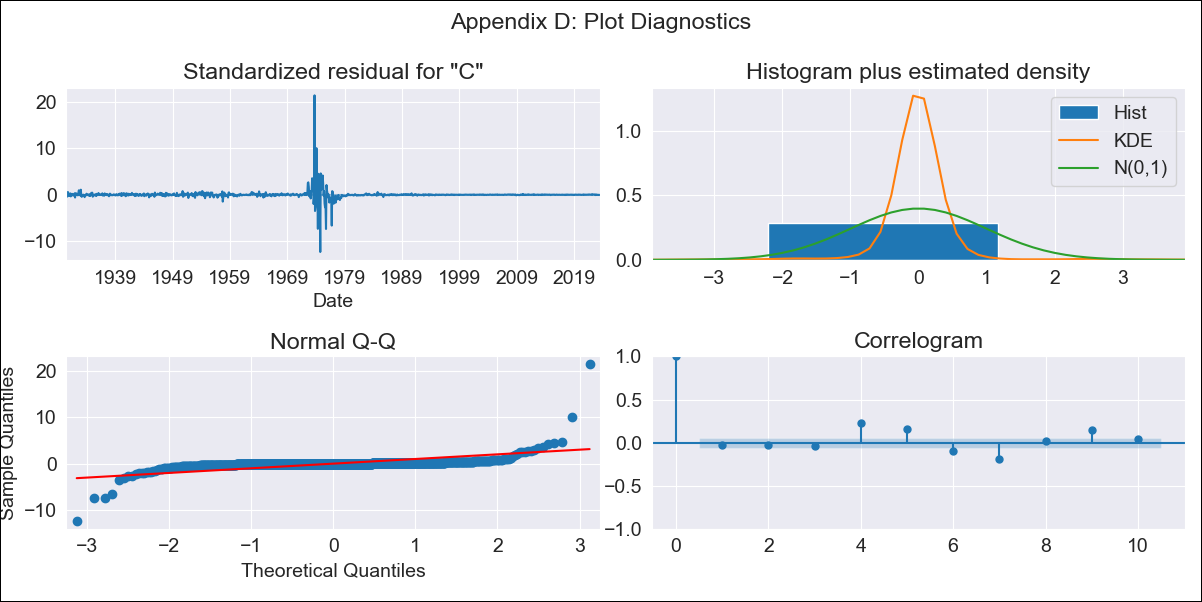 Appendix D: Plot Diagnostics
Standardized residual for "C"
20
10
0
−10
1939 1949 1959 1969 1979 1989 1999 2009 2019
Date
Histogram plus estimated density
1.0
0.5
0.0
−3 −2 −1 0 1 2 3
Hist
KDE
N(0,1)
Normal Q-Q
Sample Quantiles
20
10
0
−10
−3 −2 −1 0 1 2 3
Theoretical Quantiles
Correlogram
1.0
0.5
0.0
−0.5
−1.0
0 2 4 6 8 10